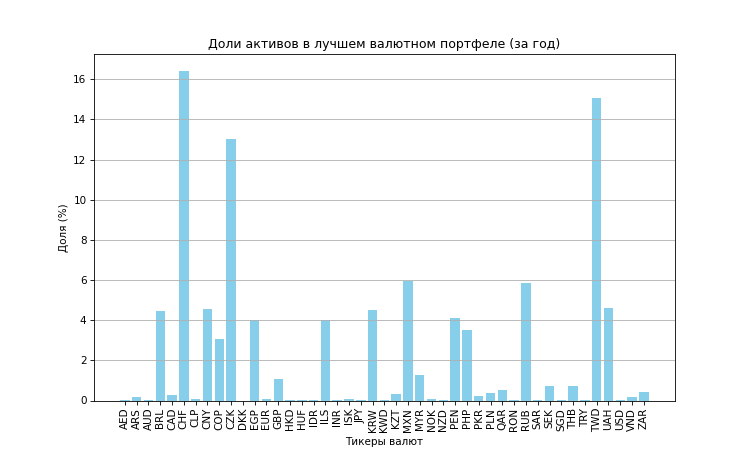 Доли активов в лучшем валютном портфеле (за год)
Доля (%)
16
14
12
10
8
6
4
2
0
AED
ARS
AUD
BRL
CAD
CHF
CLP
CNY
COP
CZK
DKK
EGP
EUR
GBP
HKD
HUF
IDR
ILS
INR
ISK
JPY
KRW
KWD
KZT
MXN
MYR
NOK
NZD
PEN
PHP
PKR
PLN
QAR
RON
RUB
SAR
SEK
SGD
THB
TRY
TWD
UAH
USD
VND
ZAR
Тикеры валют